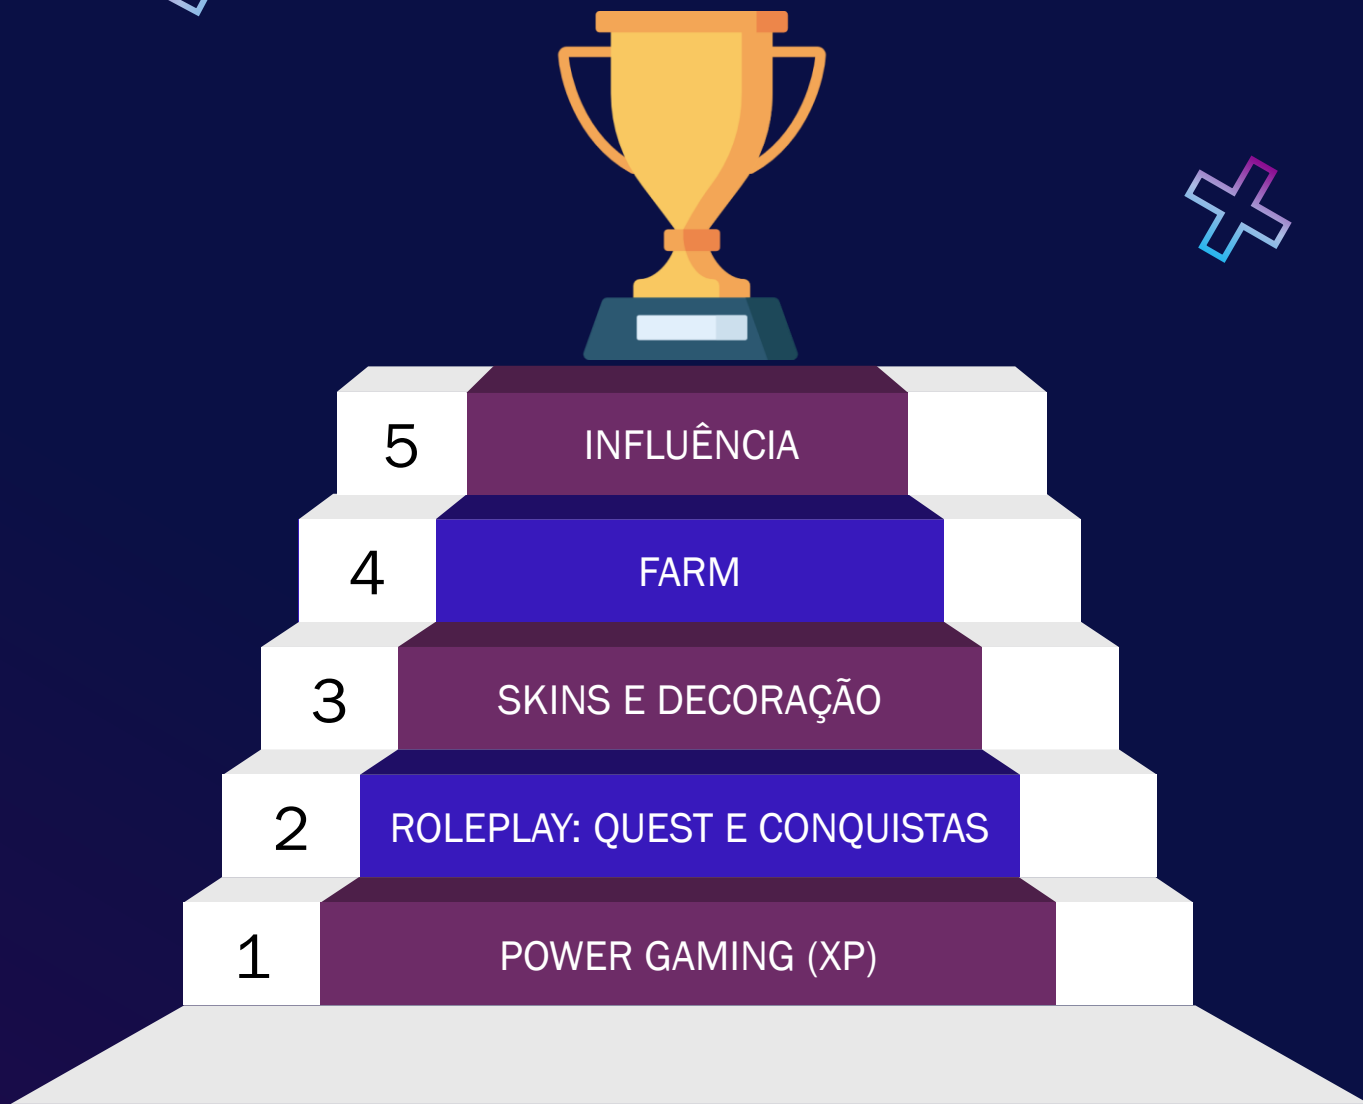 5 INFLUÊNCIA
4 FARM
3 SKINS E DECORAÇÃO
2 ROLEPLAY: QUEST E CONQUISTAS
1 POWER GAMING (XP)